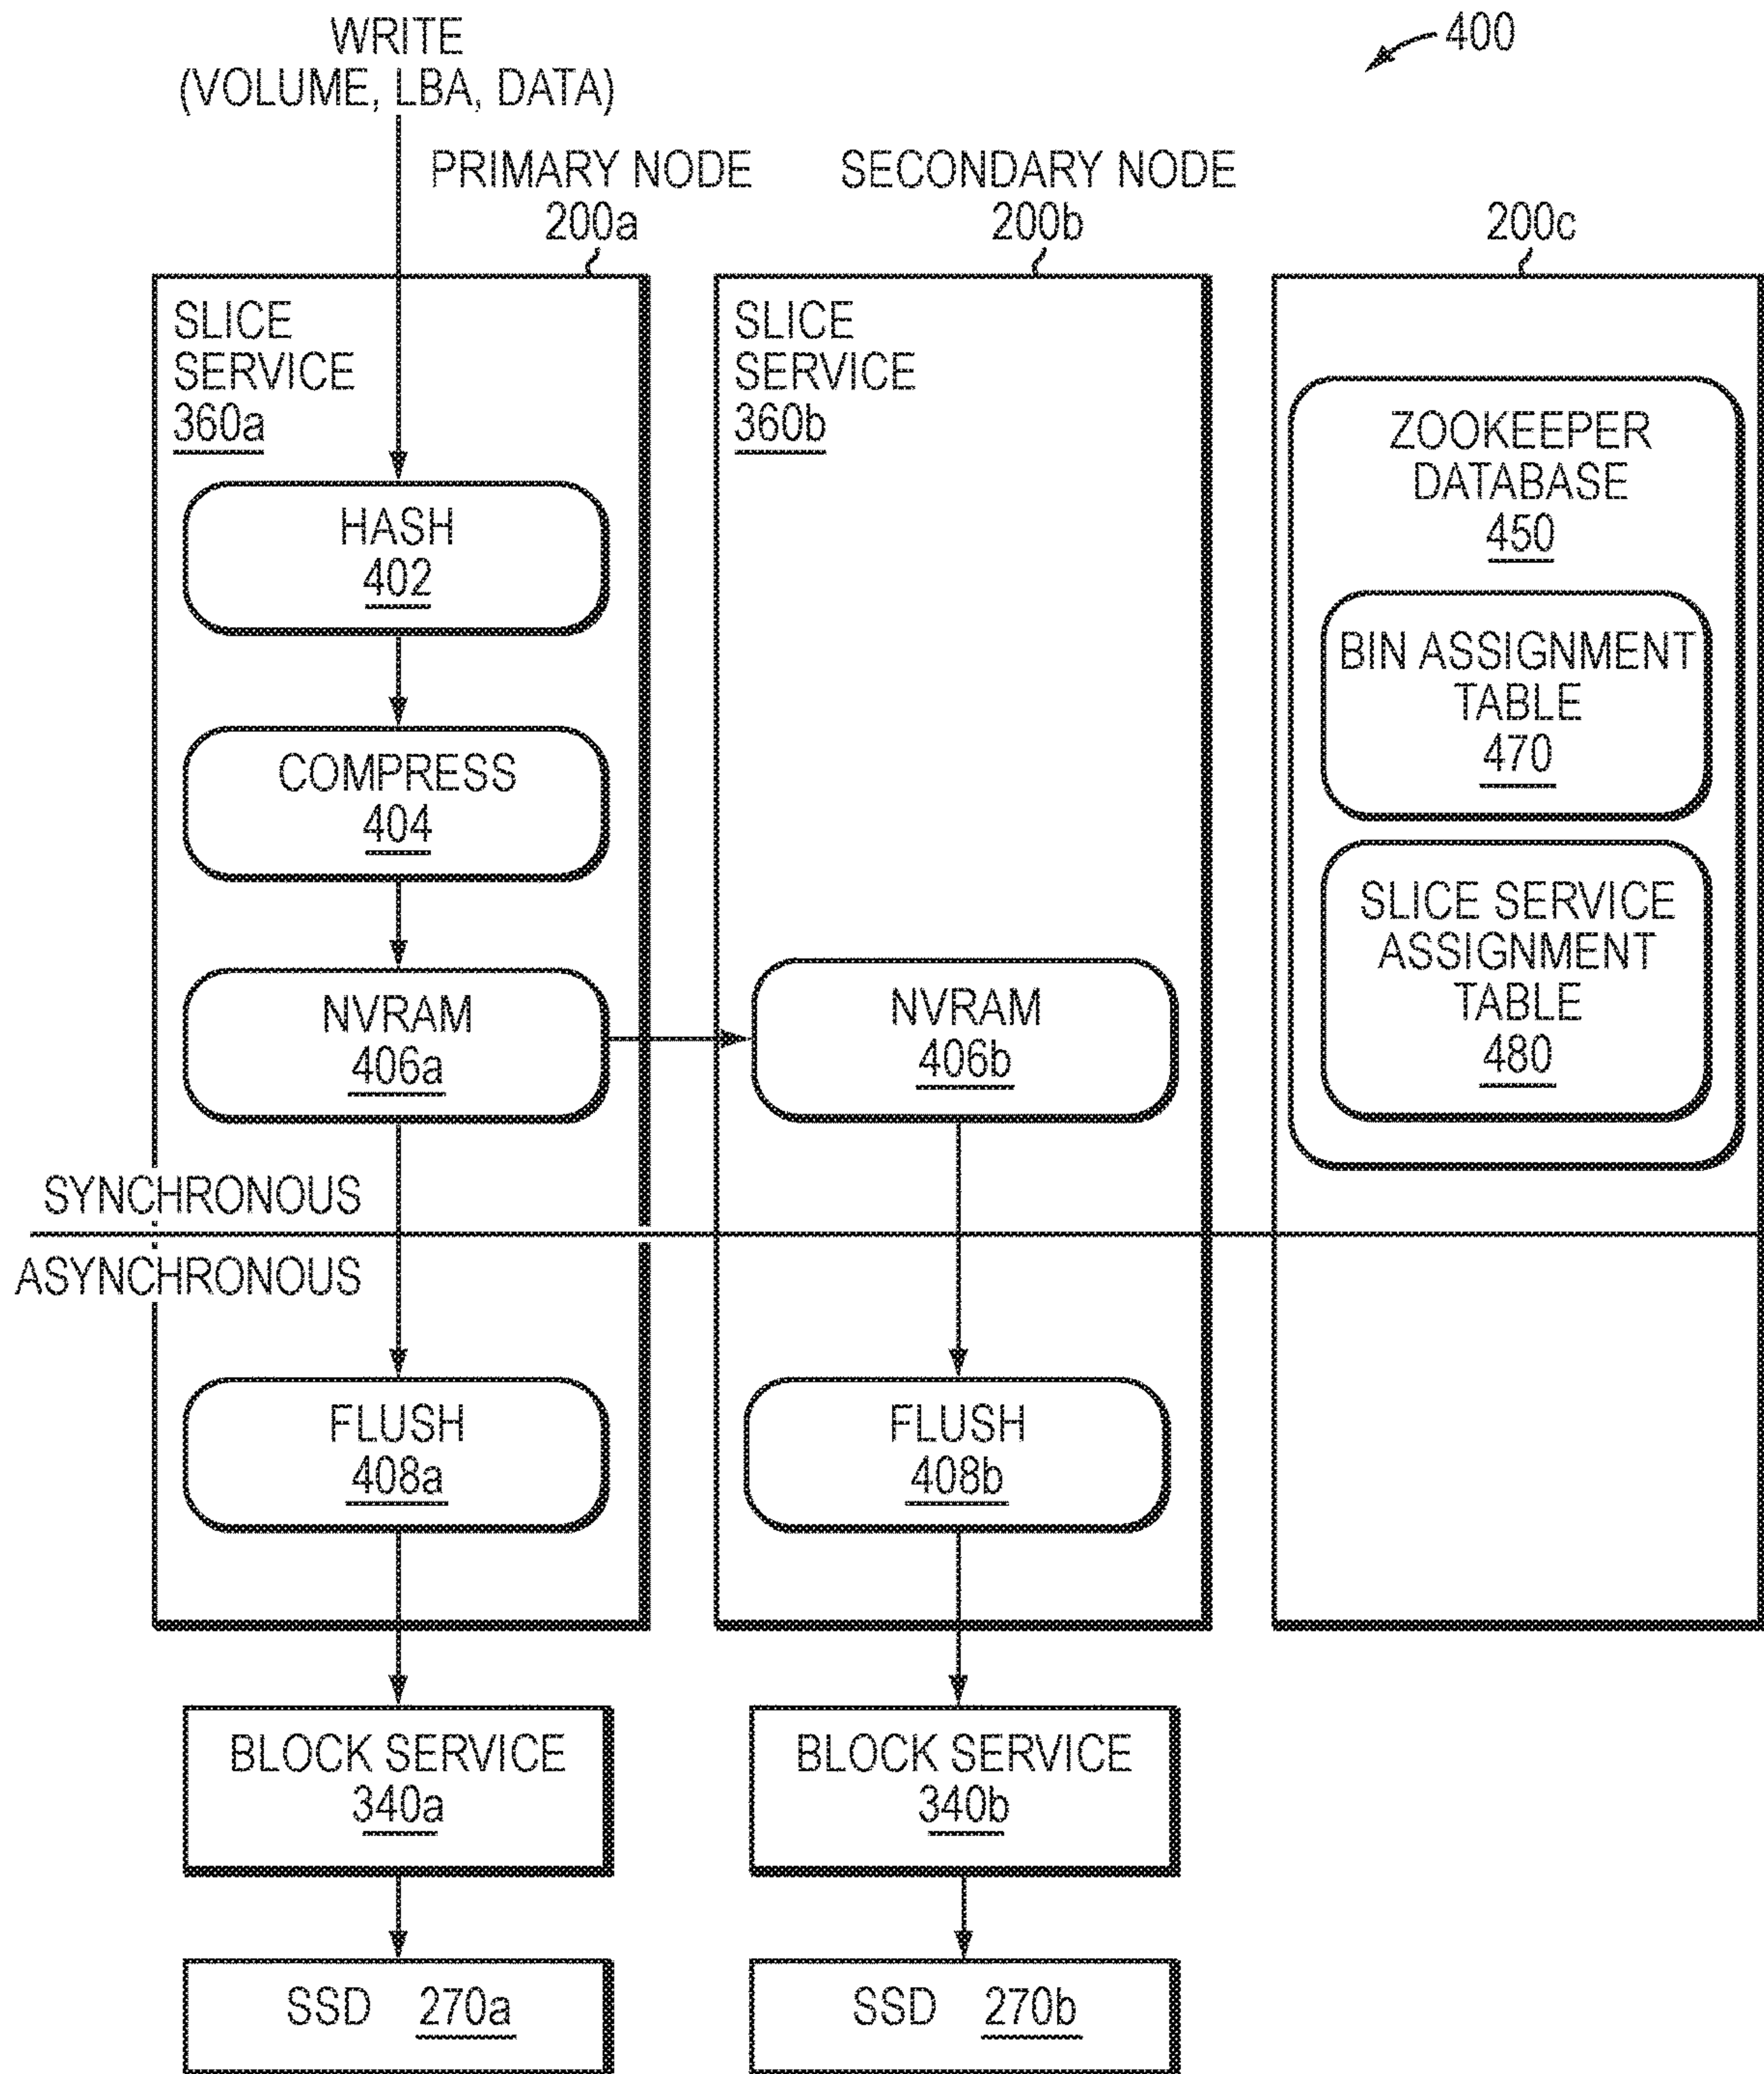 WRITE
(VOLUME, LBA, DATA)
400
PRIMARY NODE
200a
SECONDARY NODE
200b
200c
SLICE
SERVICE
360a
HASH
402
COMPRESS
404
NVRAM
406a
SLICE
SERVICE
360b
NVRAM
406b
ZOOKEEPER
DATABASE
450
BIN ASSIGNMENT
TABLE
470
SLICE SERVICE
ASSIGNMENT
TABLE
480
SYNCHRONOUS
ASYNCHRONOUS
FLUSH
408a
FLUSH
408b
BLOCK SERVICE
340a
BLOCK SERVICE
340b
SSD 270a
SSD 270b